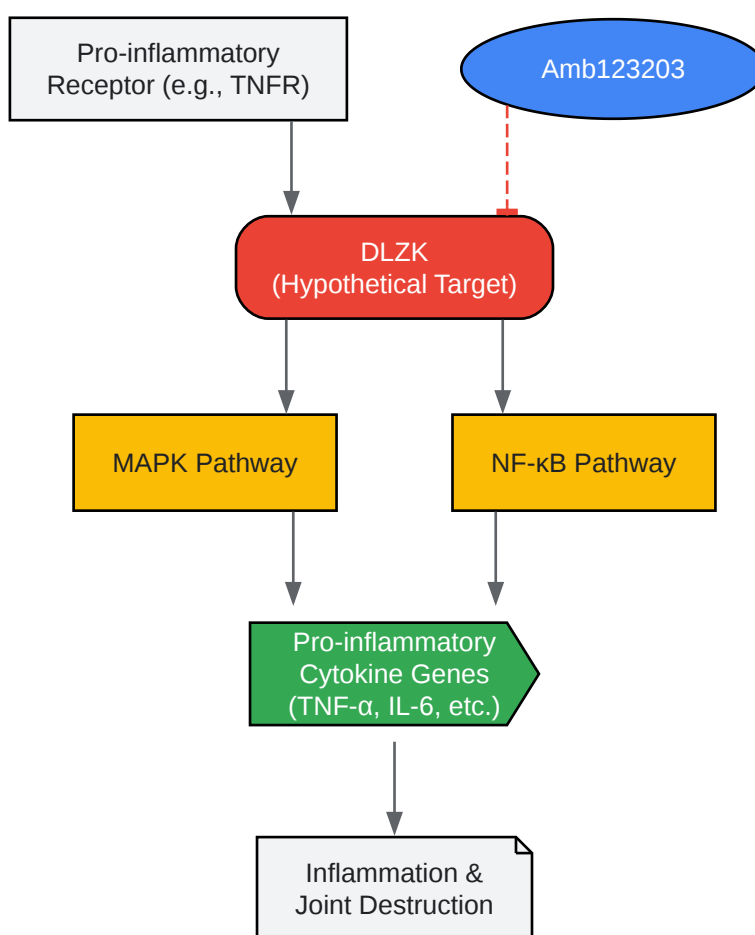 Pro-inflammatory
Receptor (e.g., TNFR)
Amb123203
DLZK
(Hypothetical Target)
MAPK Pathway
NF-κB Pathway
Pro-inflammatory
Cytokine Genes
(TNF-α, IL-6, etc.)
Inflammation &
Joint Destruction